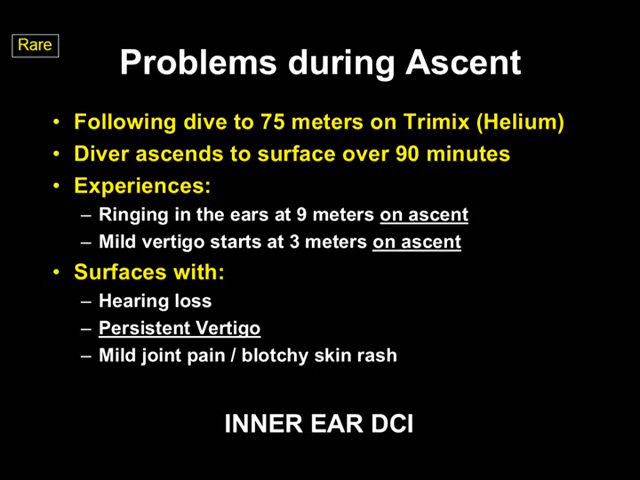 Rare
Problems during Ascent
• Following dive to 75 meters on Trimix (Helium)
• Diver ascends to surface over 90 minutes
• Experiences:
– Ringing in the ears at 9 meters on ascent
– Mild vertigo starts at 3 meters on ascent
• Surfaces with:
– Hearing loss
– Persistent Vertigo
– Mild joint pain / blotchy skin rash
INNER EAR DCI